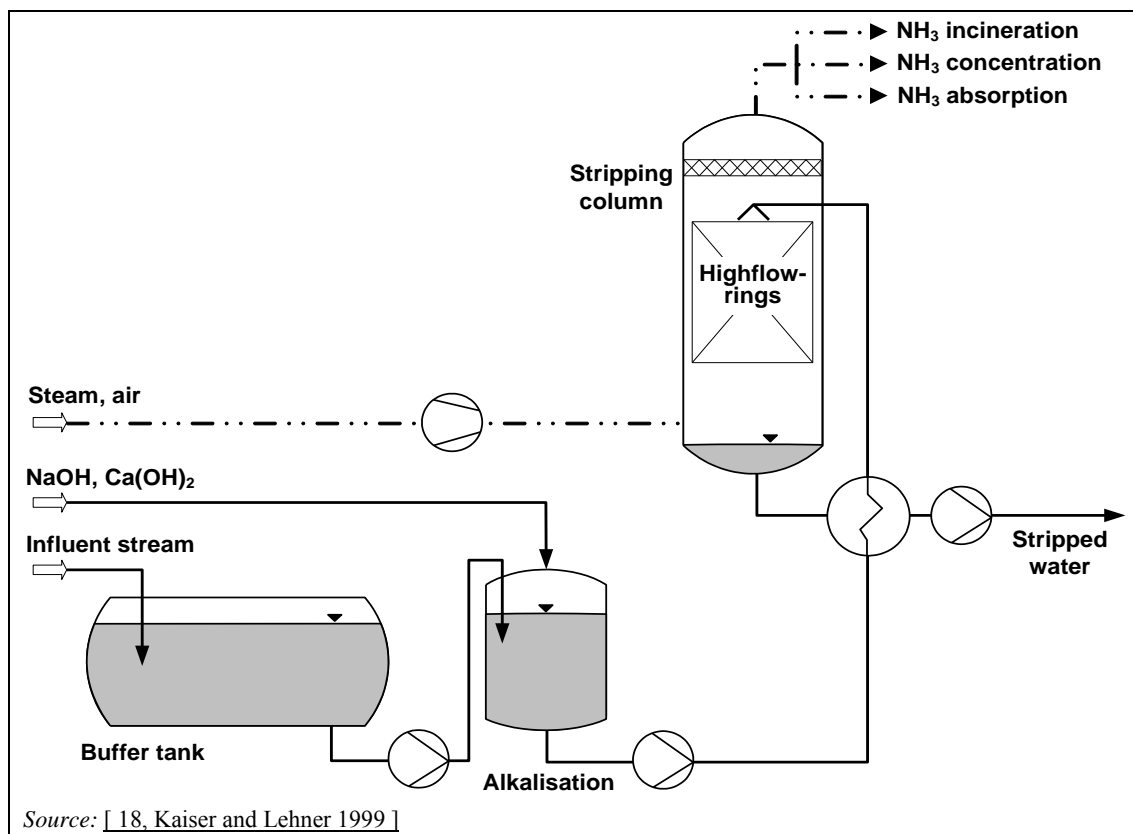 NH₃ incineration
NH₃ concentration
NH₃ absorption
Stripping
column
Highflow-
rings
Steam, air
NaOH, Ca(OH)₂
Influent stream
Stripped
water
Buffer tank
Alkalisation
Source: [ 18, Kaiser and Lehner 1999 ]